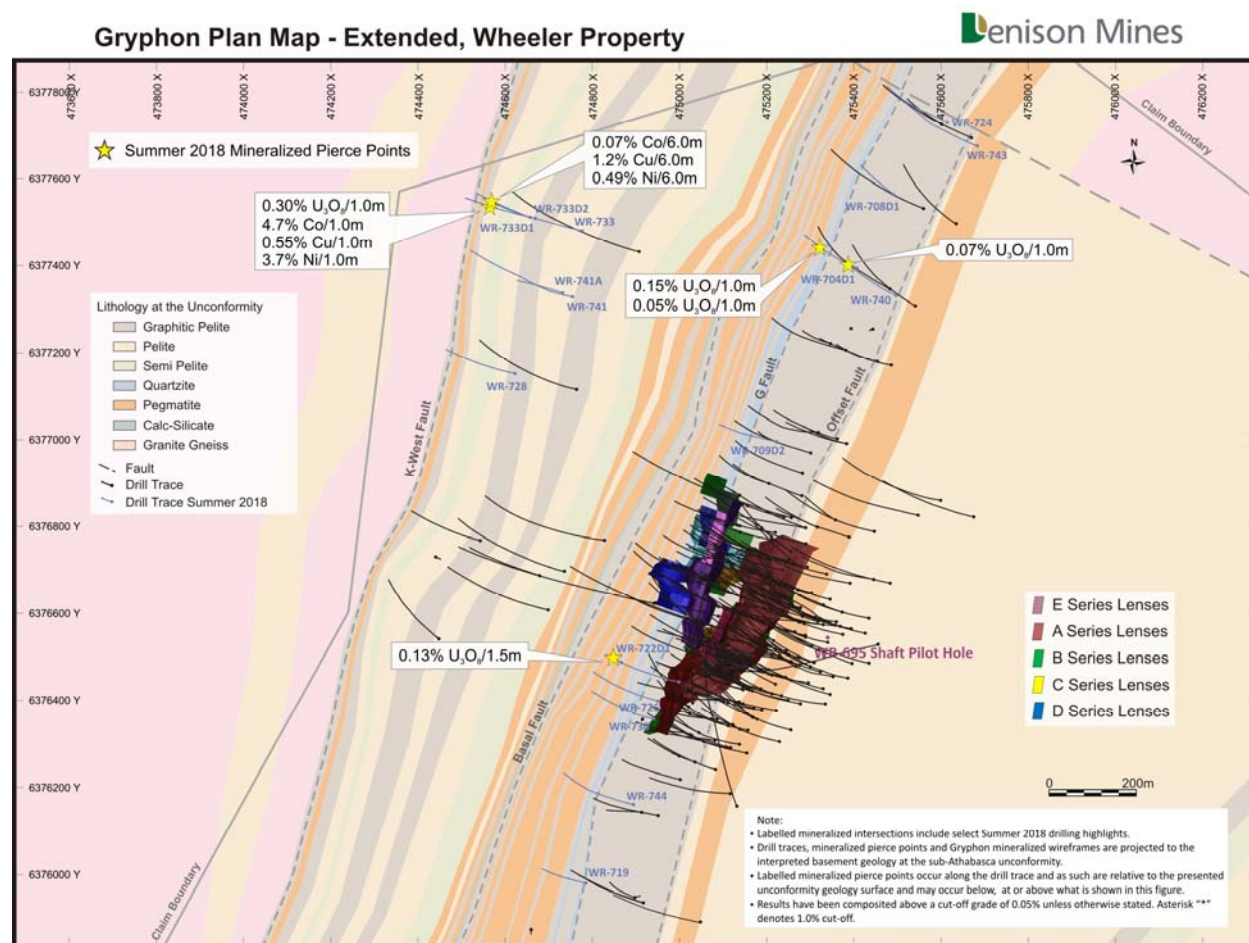 Gryphon Plan Map - Extended, Wheeler Property
Denison Mines
473600 X
473800 X
474000 X
474200 X
474400 X
474600 X
474800 X
475000 X
475200 X
475400 X
475600 X
475800 X
476000 X
476200 X
6377800 Y
6377600 Y
6377400 Y
6377200 Y
6377000 Y
6376800 Y
6376600 Y
6376400 Y
6376200 Y
6376000 Y
Summer 2018 Mineralized Pierce Points
0.07% Co/6.0m
1.2% Cu/6.0m
0.49% Ni/6.0m
0.30% U₃O₈/1.0m
4.7% Co/1.0m
0.55% Cu/1.0m
3.7% Ni/1.0m
WR-733D2
WR-733
WR-733D1
WR-741A
WR-741
WR-728
WR-724
WR-743
Claim Boundary
N
WR-708D1
0.07% U₃O₈/1.0m
0.15% U₃O₈/1.0m
0.05% U₃O₈/1.0m
WR-704D1
WR-740
Lithology at the Unconformity
Graphitic Pelite
Pelite
Semi Pelite
Quartzite
Pegmatite
Calc-Silicate
Granite Gneiss
Fault
Drill Trace
Drill Trace Summer 2018
K-West Fault
G Fault
Offset Fault
WR-709D2
0.13% U₃O₈/1.5m
WR-722D1
WR-695 Shaft Pilot Hole
Basal Fault
WR-744
WR-719
Claim Boundary
E Series Lenses
A Series Lenses
B Series Lenses
C Series Lenses
D Series Lenses
0 200m
Note:
• Labelled mineralized intersections include select Summer 2018 drilling highlights.
• Drill traces, mineralized pierce points and Gryphon mineralized wireframes are projected to the
interpreted basement geology at the sub-Athabasca unconformity.
• Labelled mineralized pierce points occur along the drill trace and as such are relative to the presented
unconformity geology surface and may occur below, at or above what is shown in this figure.
• Results have been composited above a cut-off grade of 0.05% unless otherwise stated. Asterisk “*”
denotes 1.0% cut-off.